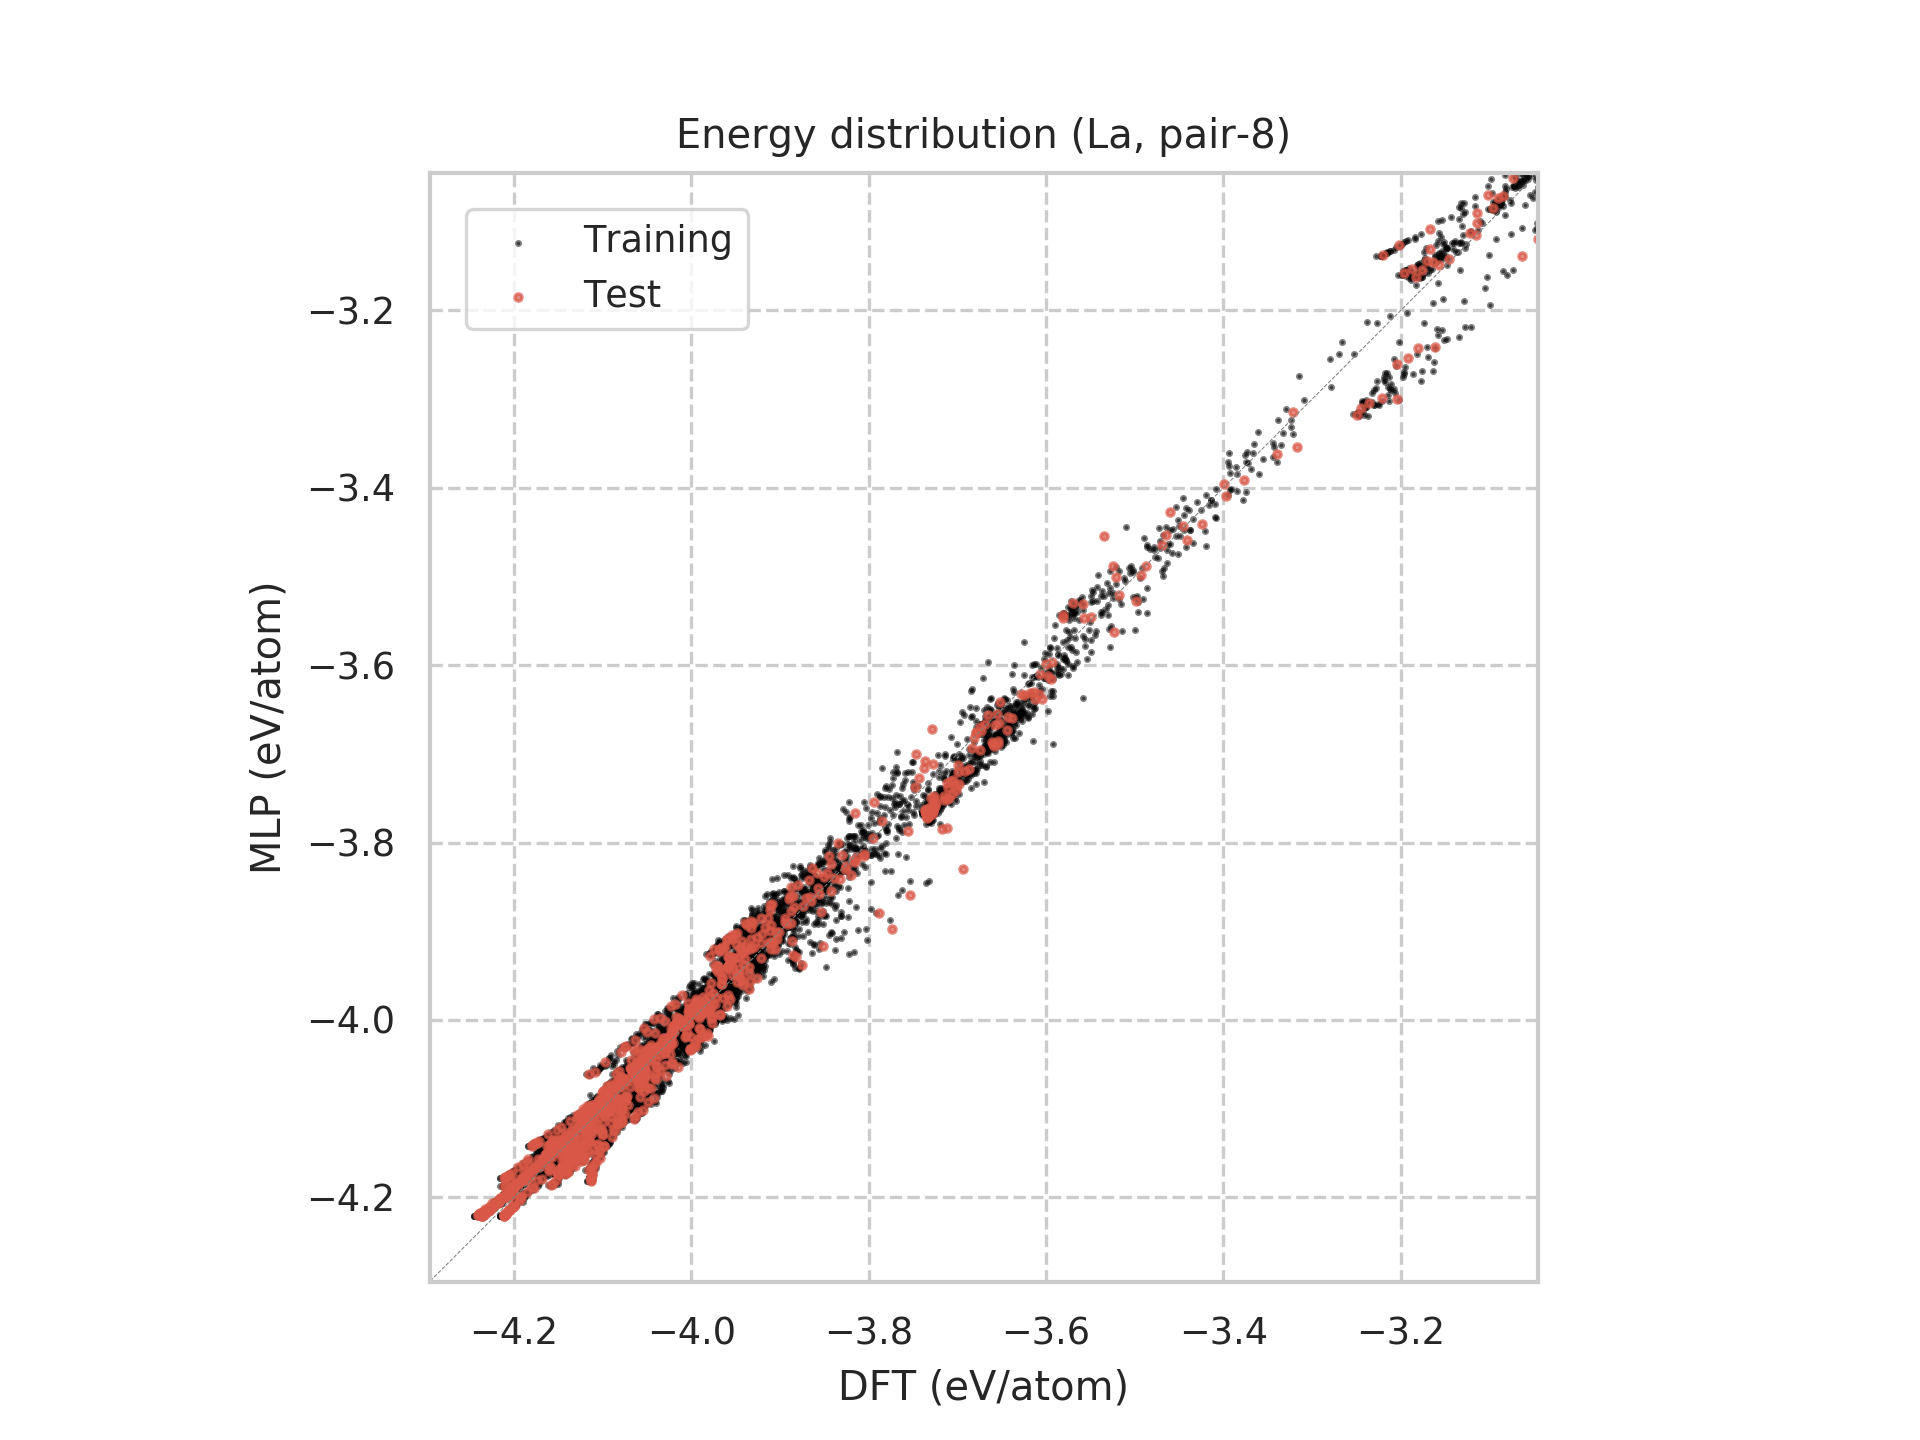 Energy distribution (La, pair-8)
Training
Test
−3.2
−3.4
−3.6
−3.8
−4.0
−4.2
MLP (eV/atom)
−4.2 −4.0 −3.8 −3.6 −3.4 −3.2
DFT (eV/atom)